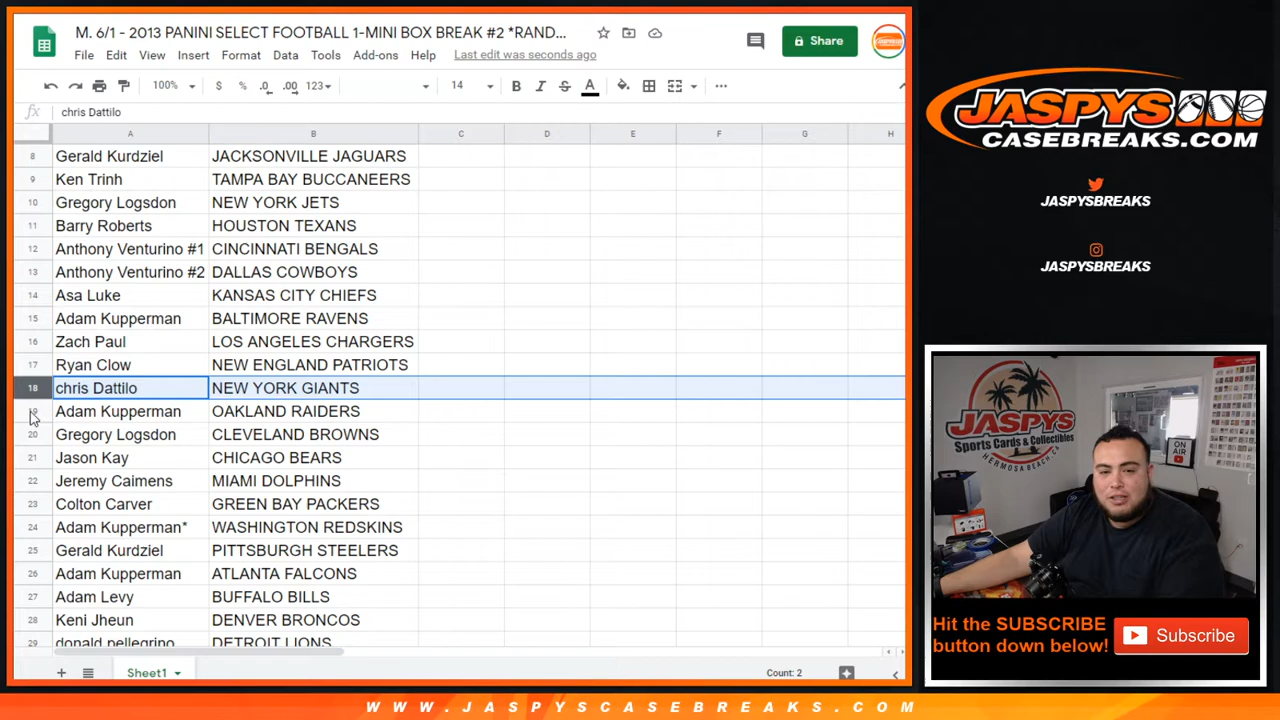 M. 6/1 - 2013 PANINI SELECT FOOTBALL 1-MINI BOX BREAK #2 *RAND...
File Edit View Insert Format Data Tools Add-ons Help Last edit was seconds ago
Share
100% $ % .0 .00 123 14 B I S A
fx chris Dattilo
A B C D E F G H
8 Gerald Kurdziel JACKSONVILLE JAGUARS
9 Ken Trinh TAMPA BAY BUCCANEERS
10 Gregory Logsdon NEW YORK JETS
11 Barry Roberts HOUSTON TEXANS
12 Anthony Venturino #1 CINCINNATI BENGALS
13 Anthony Venturino #2 DALLAS COWBOYS
14 Asa Luke KANSAS CITY CHIEFS
15 Adam Kupperman BALTIMORE RAVENS
16 Zach Paul LOS ANGELES CHARGERS
17 Ryan Clow NEW ENGLAND PATRIOTS
18 chris Dattilo NEW YORK GIANTS
19 Adam Kupperman OAKLAND RAIDERS
20 Gregory Logsdon CLEVELAND BROWNS
21 Jason Kay CHICAGO BEARS
22 Jeremy Caimens MIAMI DOLPHINS
23 Colton Carver GREEN BAY PACKERS
24 Adam Kupperman* WASHINGTON REDSKINS
25 Gerald Kurdziel PITTSBURGH STEELERS
26 Adam Kupperman ATLANTA FALCONS
27 Adam Levy BUFFALO BILLS
28 Keni Jheun DENVER BRONCOS
29 donald pellegrino DETROIT LIONS
Sheet1 Count: 2
JASPYS
CASEBREAKS.COM
JASPYSBREAKS
JASPYSBREAKS
JASPYS
Sports Cards & Collectibles
HERMOSA BEACH, CA
ON AIR
Hit the SUBSCRIBE
button down below!
Subscribe
WWW.JASPYSCASEBREAKS.COM